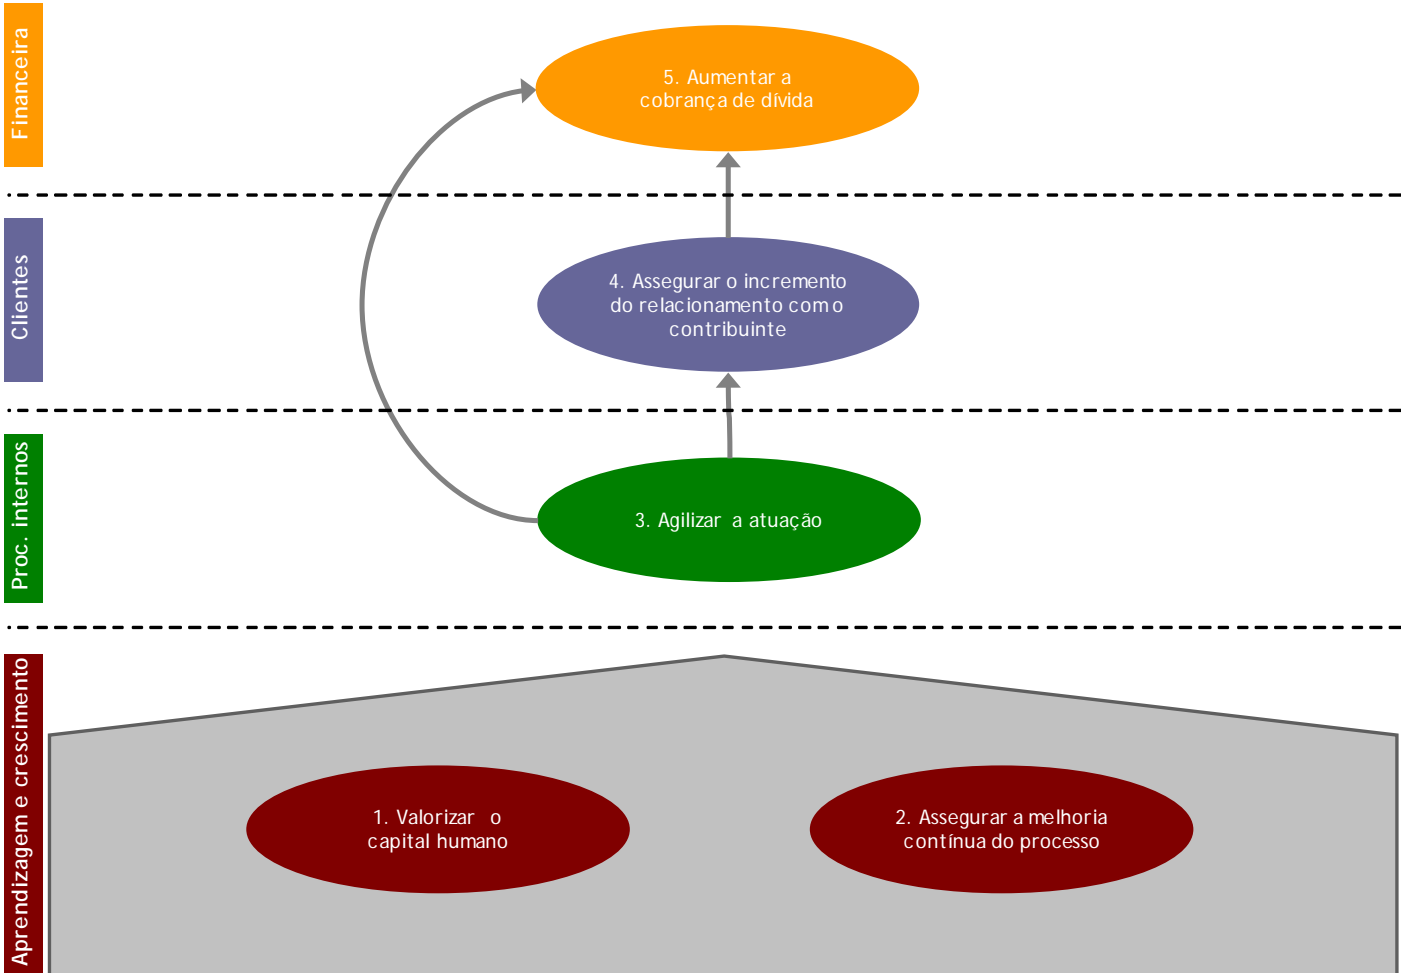 Financeira
5. Aumentar a
cobrança de dívida
Clientes
4. Assegurar o incremento
do relacionamento com o
contribuinte
Proc. internos
3. Agilizar a atuação
Aprendizagem e crescimento
1. Valorizar o
capital humano
2. Assegurar a melhoria
contínua do processo